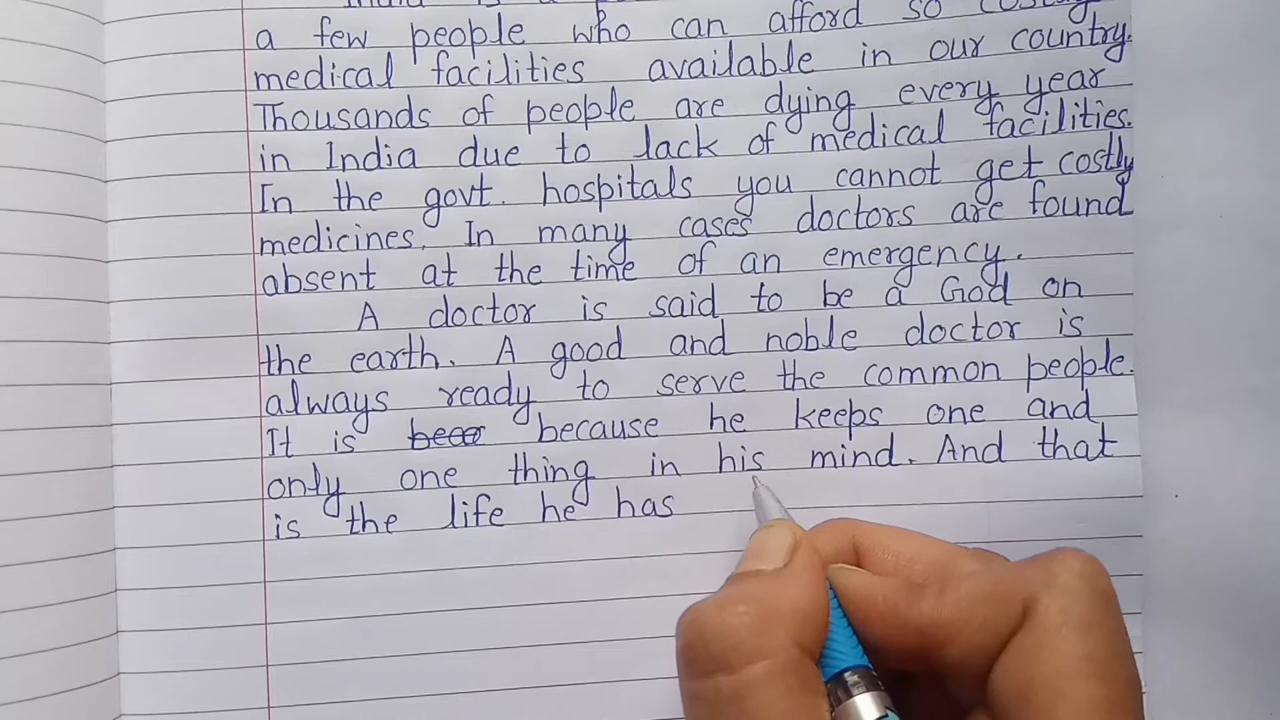 India is a
a few people who can afford so costly
medical facilities available in our country.
Thousands of people are dying every year
in India due to lack of medical facilities.
In the govt. hospitals you cannot get costly
medicines. In many cases doctors are found
absent at the time of an emergency.
A doctor is said to be a God on
the earth. A good and noble doctor is
always ready to serve the common people.
It is because he keeps one and
only one thing in his mind. And that
is the life he has